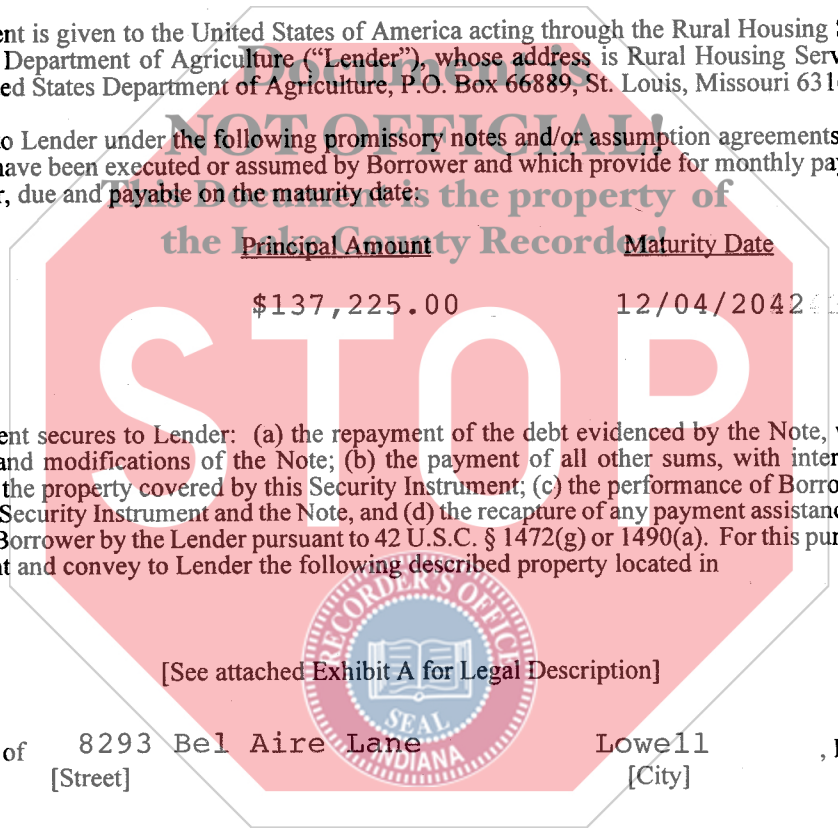 ent is given to the United States of America acting through the Rural Housing
Department of Agriculture ("Lender"), whose address is Rural Housing Serv
ed States Department of Agriculture, P.O. Box 66889, St. Louis, Missouri 631
Document is
o Lender under the following promissory notes and/or assumption agreements
NOT OFFICIAL!
have been executed or assumed by Borrower and which provide for monthly pay
r, due and payable on the maturity date:
This Document is the property of
the Lake County Recorder!
Principal Amount Maturity Date
$137,225.00 12/04/2042
STOP
ent secures to Lender: (a) the repayment of the debt evidenced by the Note,
and modifications of the Note; (b) the payment of all other sums, with inter
the property covered by this Security Instrument; (c) the performance of Borro
Security Instrument and the Note, and (d) the recapture of any payment assistanc
Borrower by the Lender pursuant to 42 U.S.C. § 1472(g) or 1490(a). For this pur
t and convey to Lender the following described property located in
RECORDER'S OFFICE
[See attached Exhibit A for Legal Description]
SEAL
INDIANA
of 8293 Bel Aire Lane Lowell ,
[Street] [City]